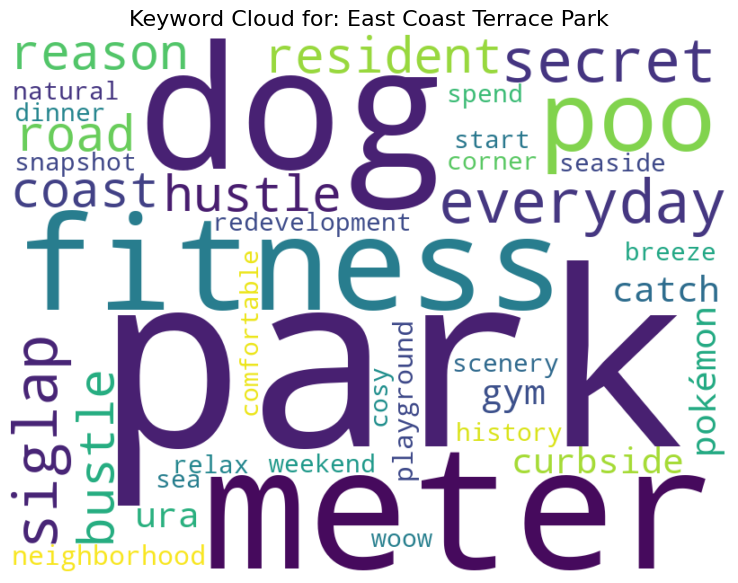 Keyword Cloud for: East Coast Terrace Park
reason
dog
resident
secret
natural
dinner
road
spend
poo
start
snapshot
corner
seaside
coast
hustle
everyday
redevelopment
fitness
breeze
comfortable
catch
park
siglap
bustle
cosy
playground
scenery
gym
pokémon
history
relax
weekend
curbside
sea
meter
ura
woow
neighborhood